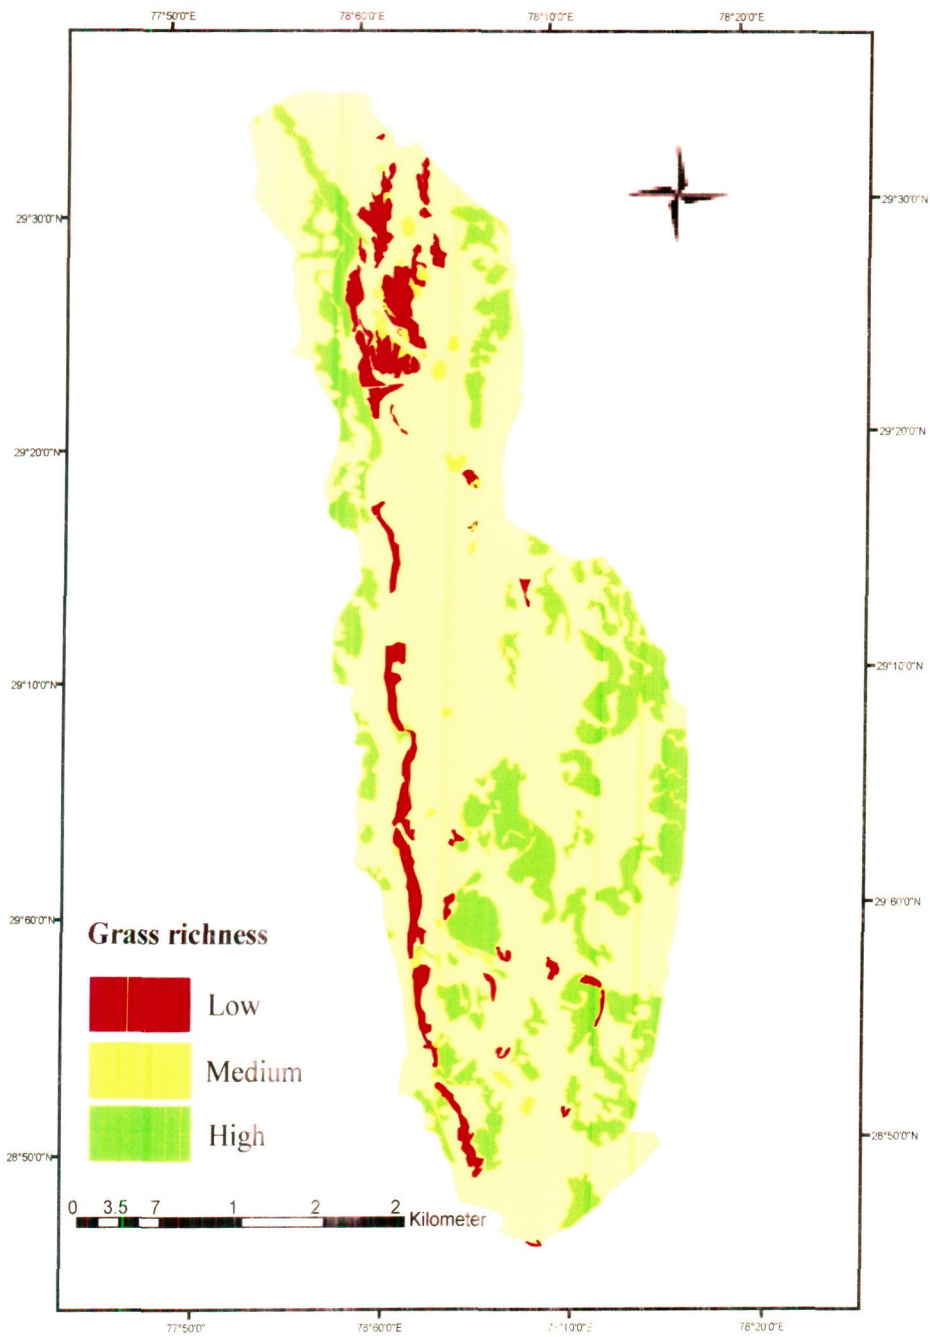 77°50'0"E 78°60'0"E 78°10'0"E 78°20'0"E
29°30'0"N 29°30'0"N
29°20'0"N 29°20'0"N
29°10'0"N 29°10'0"N
29°60'0"N 29°60'0"N
Grass richness
Low
Medium
High
28°50'0"N 28°50'0"N
0 3.5 7 1 2 2
Kilometer
77°50'0"E 78°60'0"E 78°20'0"E